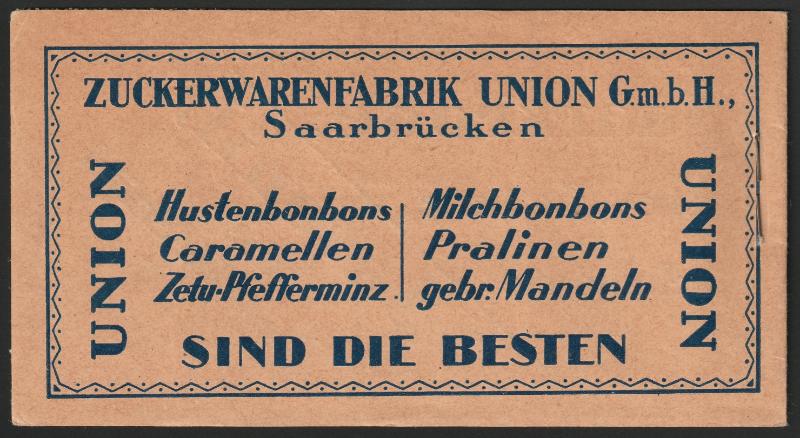 ZUCKERWARENFABRIK UNION G.m.b.H.,
Saarbrücken
UNION
Hustenbonbons
Caramellen
Zetu-Pfefferminz
Milchbonbons
Pralinen
gebr. Mandeln
UNION
SIND DIE BESTEN